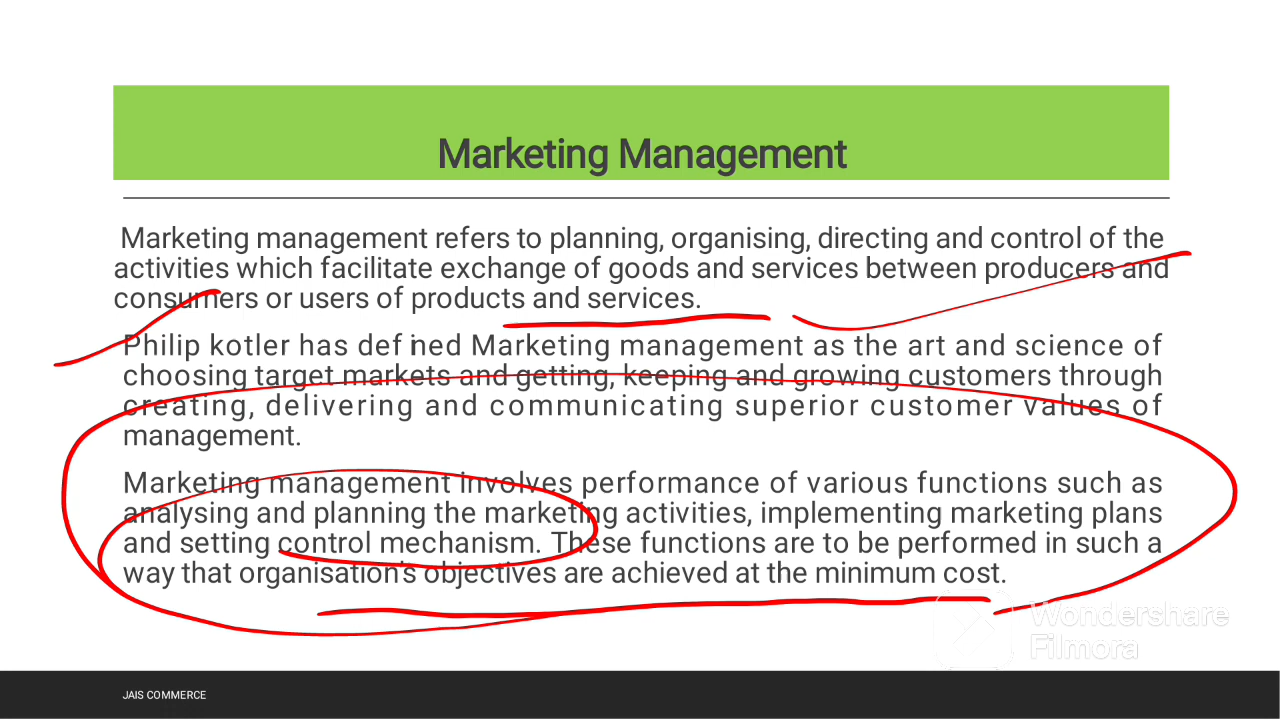 Marketing Management
Marketing management refers to planning, organising, directing and control of the
activities which facilitate exchange of goods and services between producers and
consumers or users of products and services.
Philip kotler has def ined Marketing management as the art and science of
choosing target markets and getting, keeping and growing customers through
creating, delivering and communicating superior customer values of
management.
Marketing management involves performance of various functions such as
analysing and planning the marketing activities, implementing marketing plans
and setting control mechanism. These functions are to be performed in such a
way that organisation's objectives are achieved at the minimum cost.
Wondershare
Filmora
JAIS COMMERCE